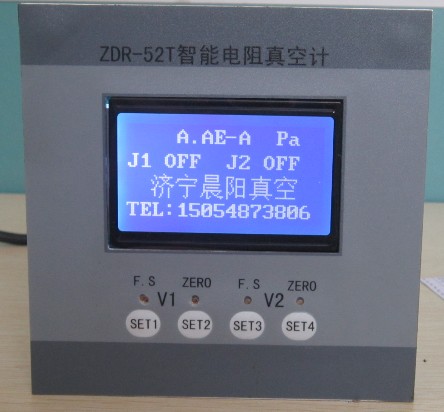 ZDR-52T智能电阻真空计
A.AE-A Pa
J1 OFF J2 OFF
济宁晨阳真空
TEL:15054873806
F.S ZERO F.S ZERO
V1 V2
SET1 SET2 SET3 SET4